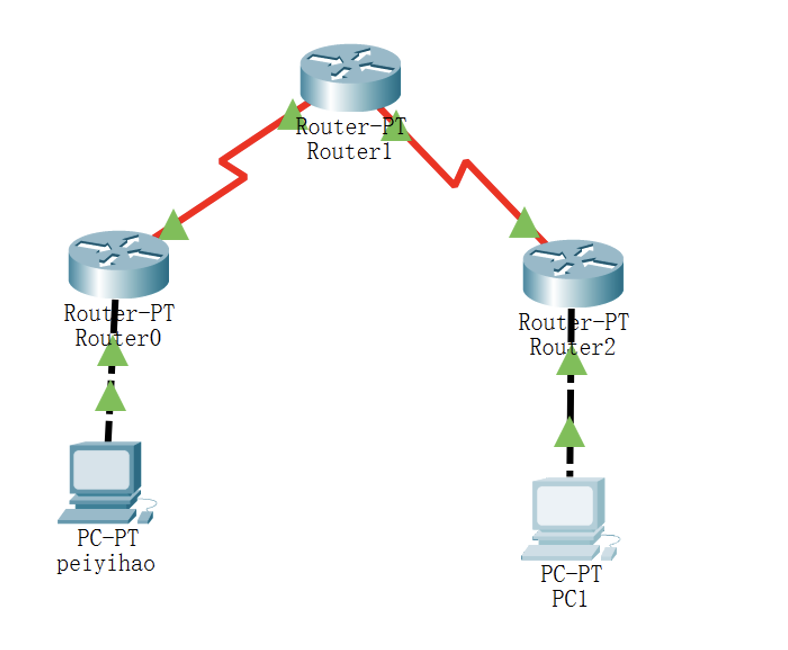 Router-PT
Router1
Router-PT
Router0
Router-PT
Router2
PC-PT
peiyihao
PC-PT
PC1